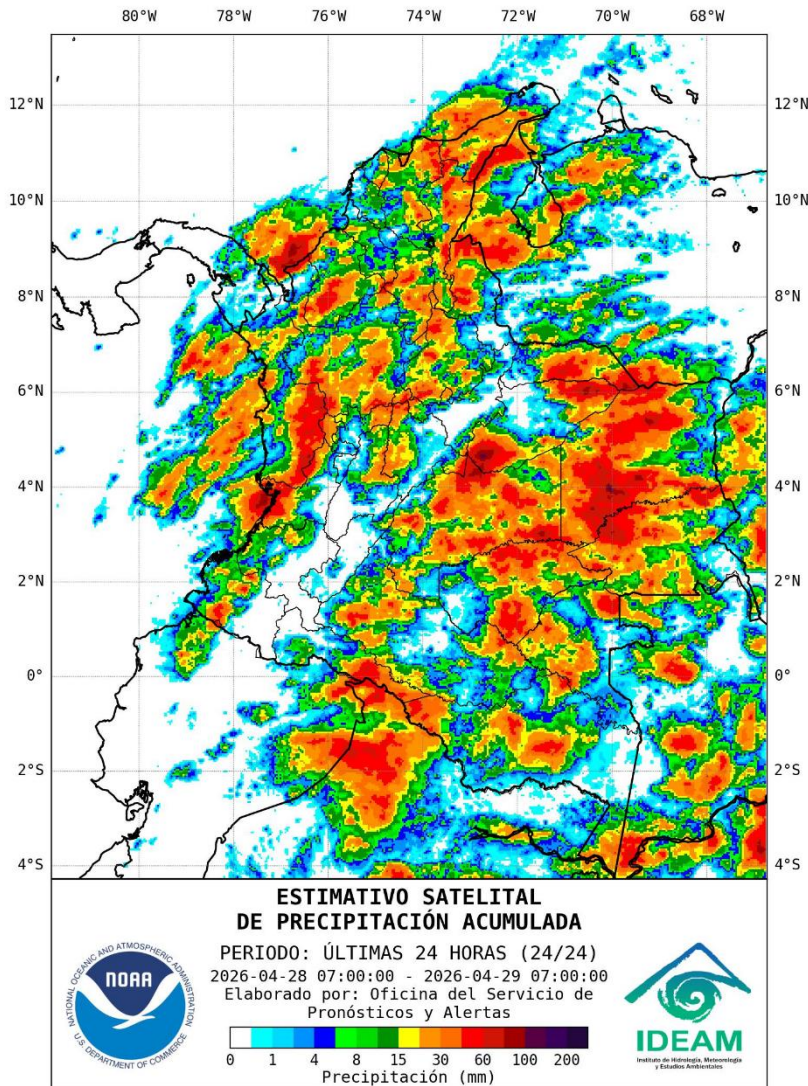 80°W 78°W 76°W 74°W 72°W 70°W 68°W
12°N 12°N
10°N 10°N
8°N 8°N
6°N 6°N
4°N 4°N
2°N 2°N
0° 0°
2°S 2°S
4°S 4°S
ESTIMATIVO SATELITAL
DE PRECIPITACIÓN ACUMULADA
PERIODO: ÚLTIMAS 24 HORAS (24/24)
2026-04-28 07:00:00 - 2026-04-29 07:00:00
Elaborado por: Oficina del Servicio de
Pronósticos y Alertas
0 1 4 8 15 30 60 100 200
Precipitación (mm)
NATIONAL OCEANIC AND ATMOSPHERIC ADMINISTRATION
NOAA
U.S. DEPARTMENT OF COMMERCE
IDEAM
Instituto de Hidrología, Meteorología
y Estudios Ambientales